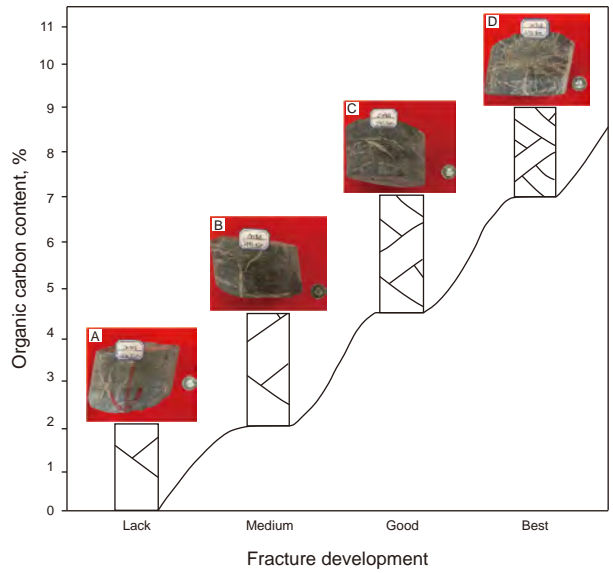 11
10
9
8
7
6
5
4
3
2
1
0
Organic carbon content, %
A
B
C
D
Lack
Medium
Good
Best
Fracture development